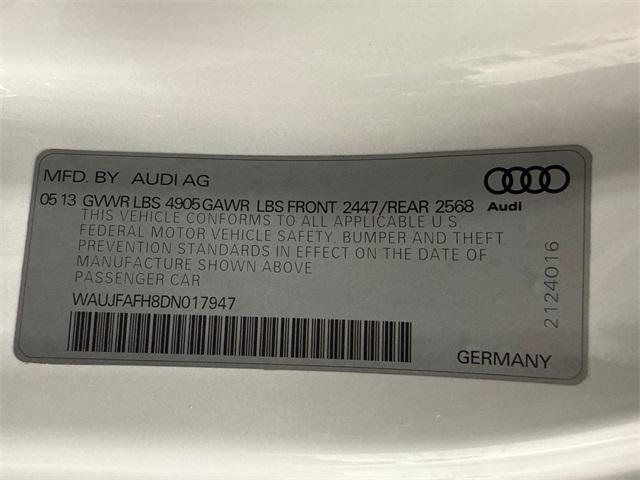 MFD. BY AUDI AG
05 13 GVWR LBS 4905 GAWR LBS FRONT 2447/REAR 2568
Audi
THIS VEHICLE CONFORMS TO ALL APPLICABLE U.S
FEDERAL MOTOR VEHICLE SAFETY, BUMPER AND THEFT
PREVENTION STANDARDS IN EFFECT ON THE DATE OF
MANUFACTURE SHOWN ABOVE
PASSENGER CAR
WAUJFAFH8DN017947
GERMANY
2124016